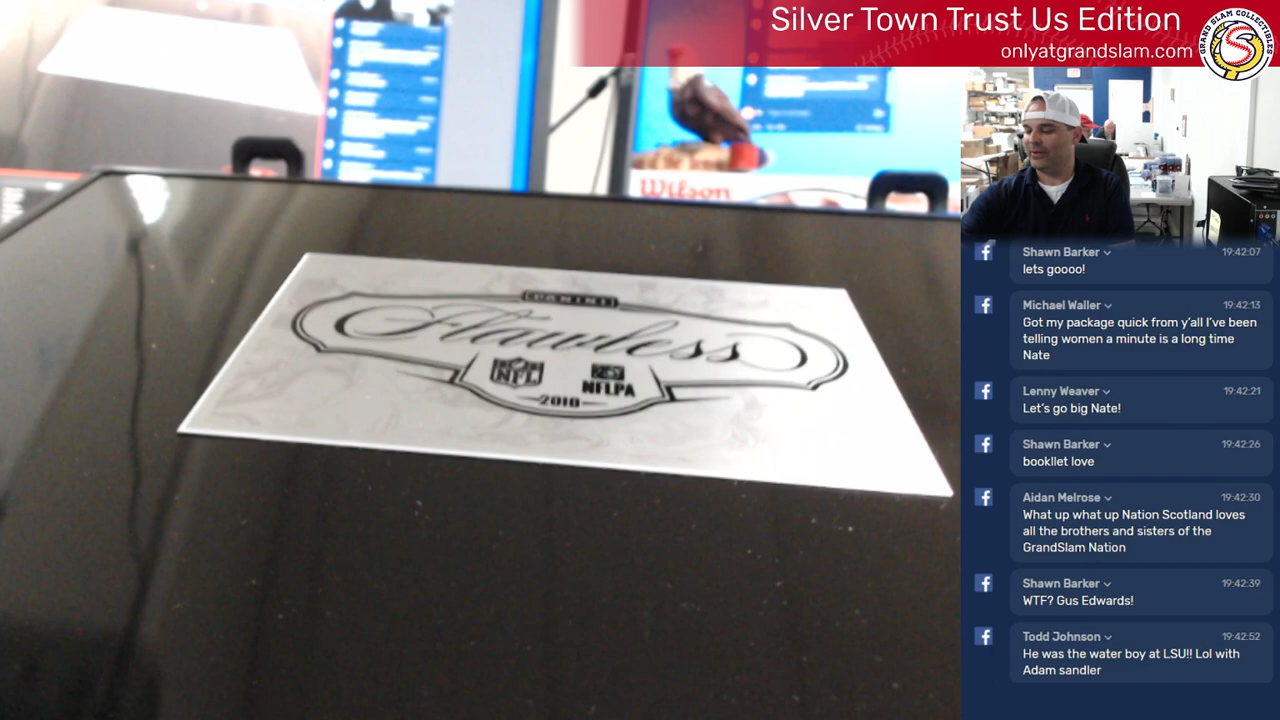 Silver Town Trust Us Edition
onlyatgrandslam.com
GRAND SLAM COLLECTIBLES
Wilson
PANINI
Flawless
NFL
NFLPA
2018
Shawn Barker 19:42:07
lets goooo!
Michael Waller 19:42:13
Got my package quick from y'all I've been
telling women a minute is a long time
Nate
Lenny Weaver 19:42:21
Let's go big Nate!
Shawn Barker 19:42:26
bookllet love
Aidan Melrose 19:42:30
What up what up Nation Scotland loves
all the brothers and sisters of the
GrandSlam Nation
Shawn Barker 19:42:39
WTF? Gus Edwards!
Todd Johnson 19:42:52
He was the water boy at LSU!! Lol with
Adam sandler